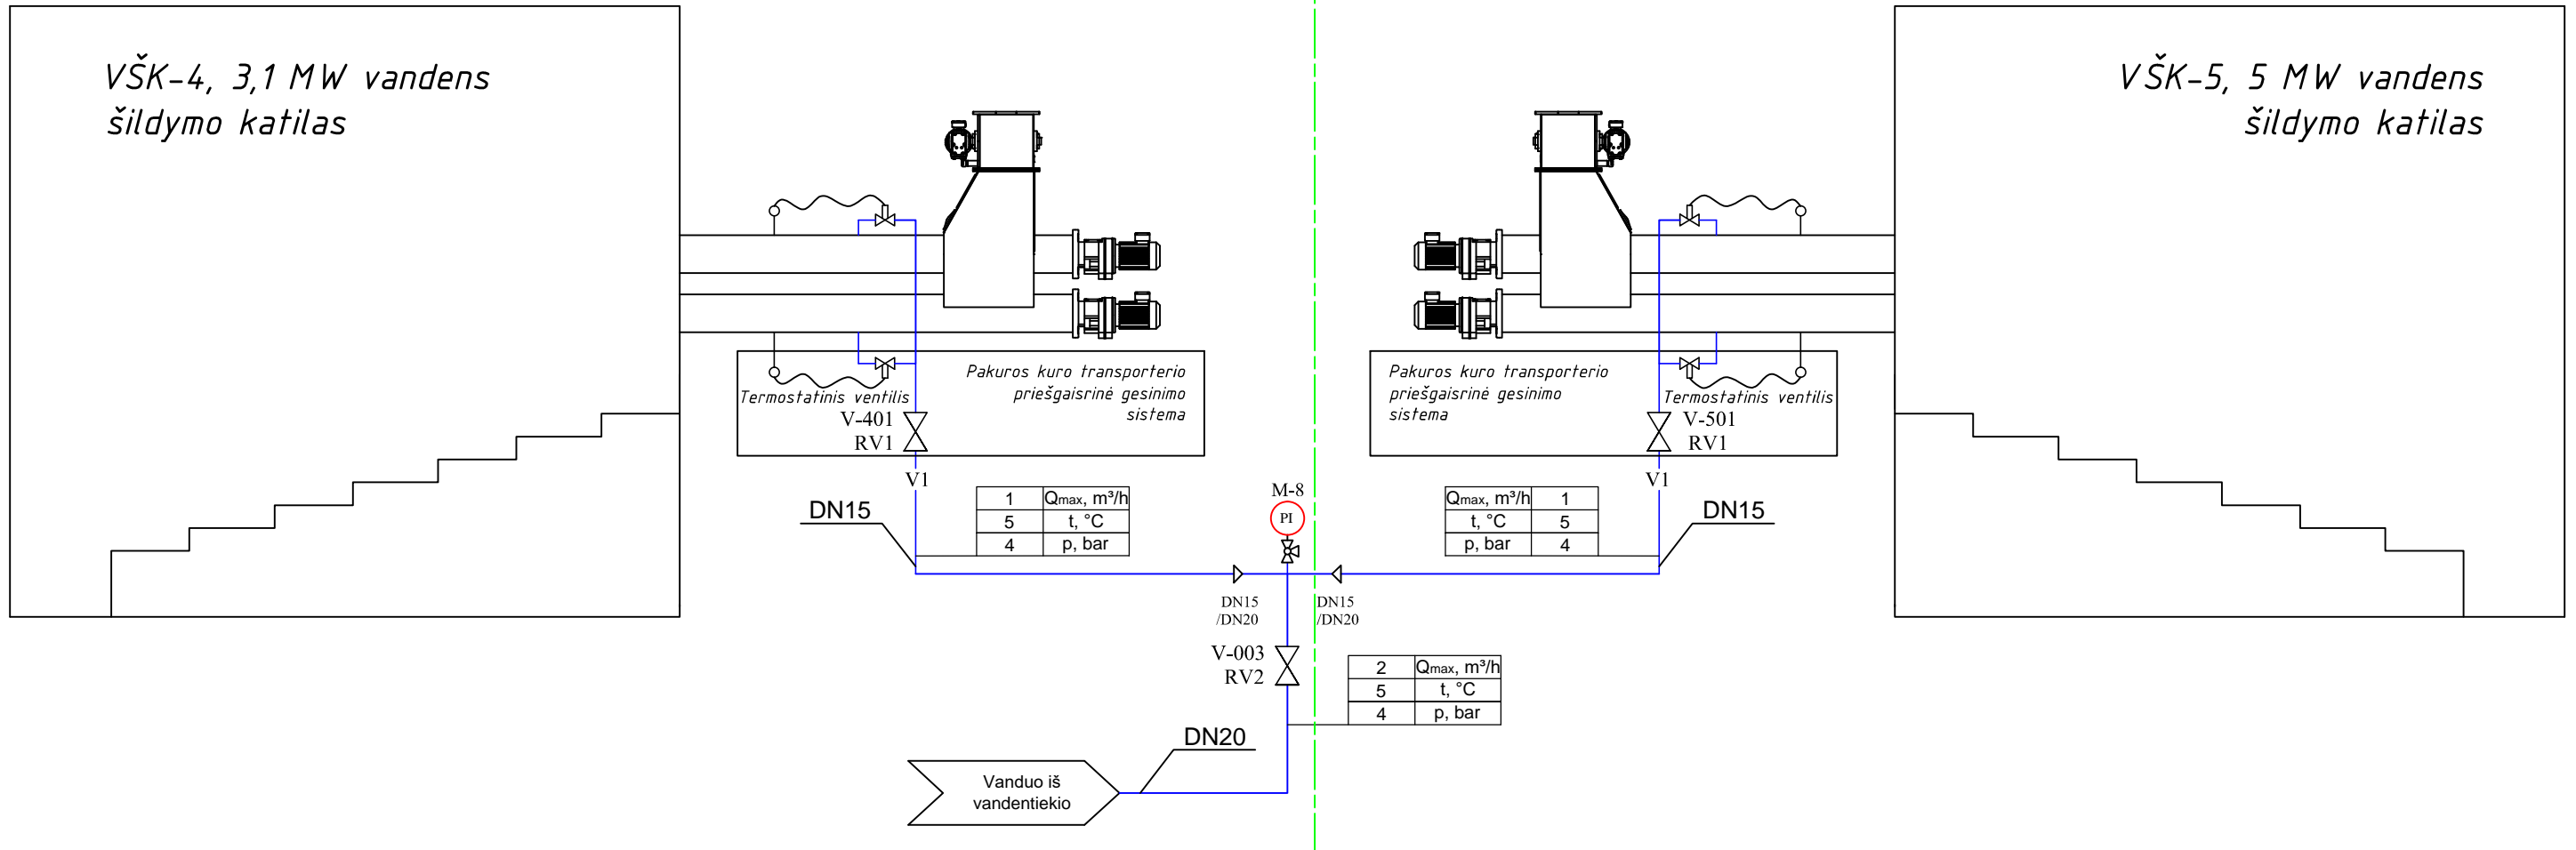 VŠK-4, 3,1 MW vandens
šildymo katilas
VŠK-5, 5 MW vandens
šildymo katilas
Termostatinis ventilis
Pakuros kuro transporterio
priešgaisrinė gesinimo
sistema
V-401
RV1
V1
Pakuros kuro transporterio
priešgaisrinė gesinimo
sistema
Termostatinis ventilis
V-501
RV1
V1
DN15
1 Qmax, m³/h
5 t, °C
4 p, bar
M-8
PI
Qmax, m³/h 1
t, °C 5
p, bar 4
DN15
DN15
/DN20
DN15
/DN20
V-003
RV2
2 Qmax, m³/h
5 t, °C
4 p, bar
DN20
Vanduo iš
vandentiekio